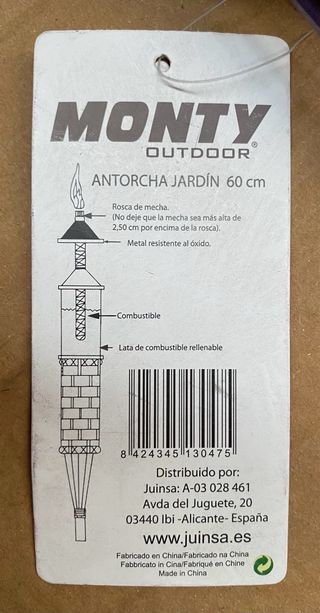 MONTY
OUTDOOR®
ANTORCHA JARDÍN 60 cm
Rosca de mecha.
(No deje que la mecha sea más alta de
2,50 cm por encima de la rosca).
Metal resistente al óxido.
Combustible
Lata de combustible rellenable
8 424345 130475
Distribuido por:
Juinsa: A-03 028 461
Avda del Juguete, 20
03440 Ibi -Alicante- España
www.juinsa.es
Fabricado en China/Fabricado na China
Fabbricato in Cina/Fabriqué en Chine
Made in China